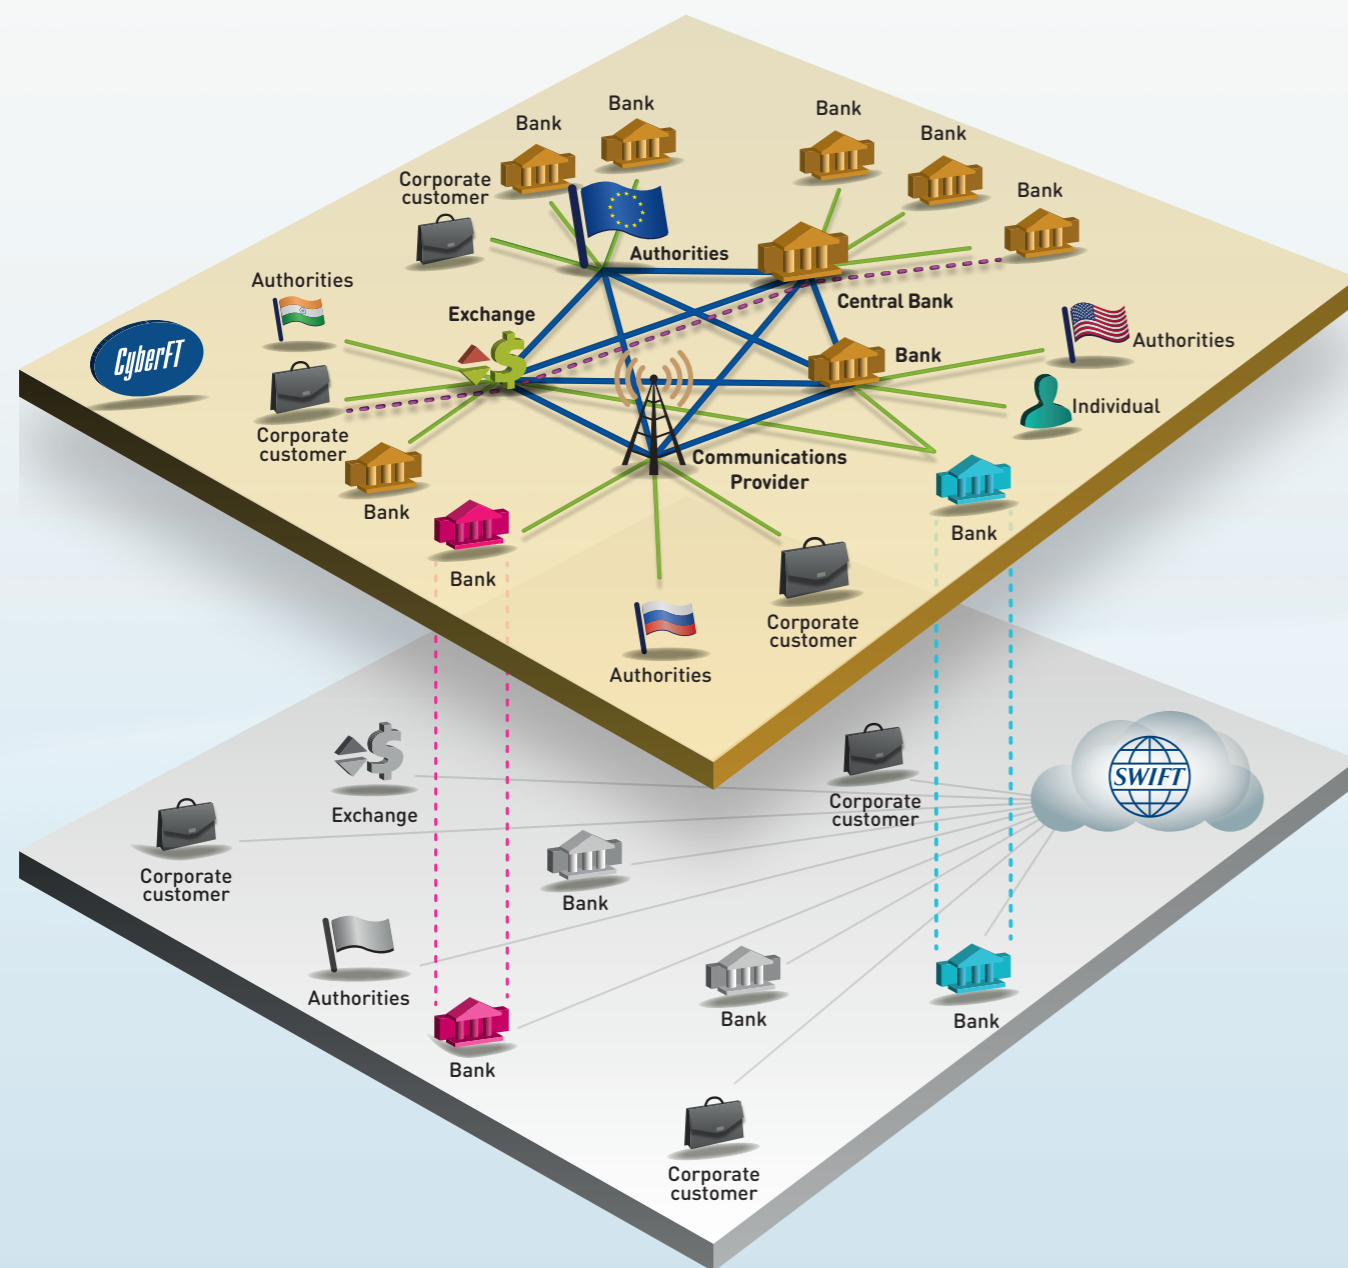 Bank
Bank
Bank
Bank
Corporate
customer
Bank
Authorities
Authorities
Central Bank
Exchange
Authorities
CyberFT
Bank
Individual
Corporate
customer
Communications
Provider
Bank
Bank
Bank
Corporate
customer
Authorities
SWIFT
Exchange
Corporate
customer
Corporate
customer
Bank
Authorities
Bank
Bank
Bank
Corporate
customer